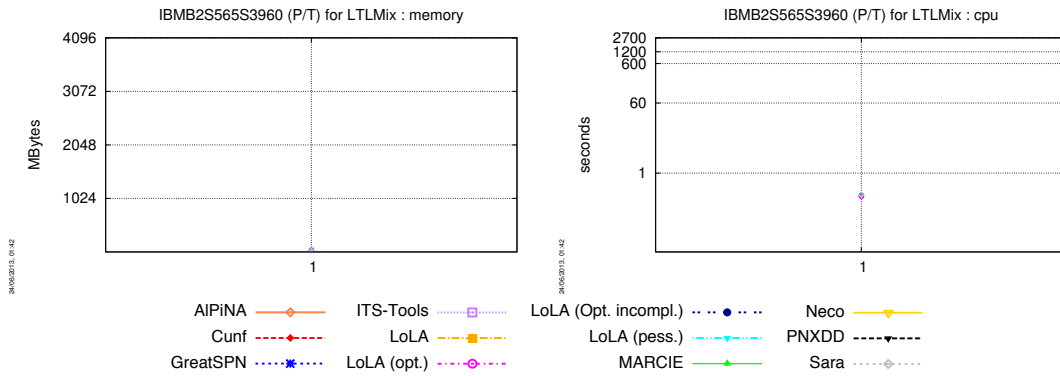 IBMB2S565S3960 (P/T) for LTLMix : memory
4096
3072
2048
1024
MBytes
1
24/06/2013, 01:42
IBMB2S565S3960 (P/T) for LTLMix : cpu
2700
1200
600
60
1
seconds
1
24/06/2013, 01:42
AlPiNA
Cunf
GreatSPN
ITS-Tools
LoLA
LoLA (opt.)
LoLA (Opt. incompl.)
LoLA (pess.)
MARCIE
Neco
PNXDD
Sara